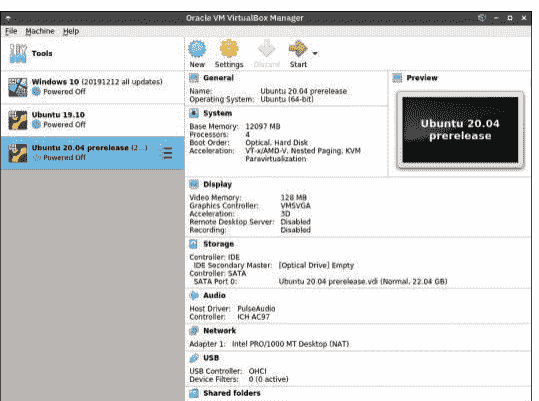 Oracle VM VirtualBox Manager
File Machine Help
Tools
New Settings Discard Start
Windows 10 (20191212 all updates)
Powered Off
Ubuntu 19.10
Powered Off
Ubuntu 20.04 prerelease (2...)
Powered Off
General
Name: Ubuntu 20.04 prerelease
Operating System: Ubuntu (64-bit)
Preview
Ubuntu 20.04
prerelease
System
Base Memory: 12097 MB
Processors: 4
Boot Order: Optical, Hard Disk
Acceleration: VT-x/AMD-V, Nested Paging, KVM
Paravirtualization
Display
Video Memory: 128 MB
Graphics Controller: VMSVGA
Acceleration: 3D
Remote Desktop Server: Disabled
Recording: Disabled
Storage
Controller: IDE
IDE Secondary Master: [Optical Drive] Empty
Controller: SATA
SATA Port 0: Ubuntu 20.04 prerelease.vdi (Normal, 22.04 GB)
Audio
Host Driver: PulseAudio
Controller: ICH AC97
Network
Adapter 1: Intel PRO/1000 MT Desktop (NAT)
USB
USB Controller: OHCI
Device Filters: 0 (0 active)
Shared folders